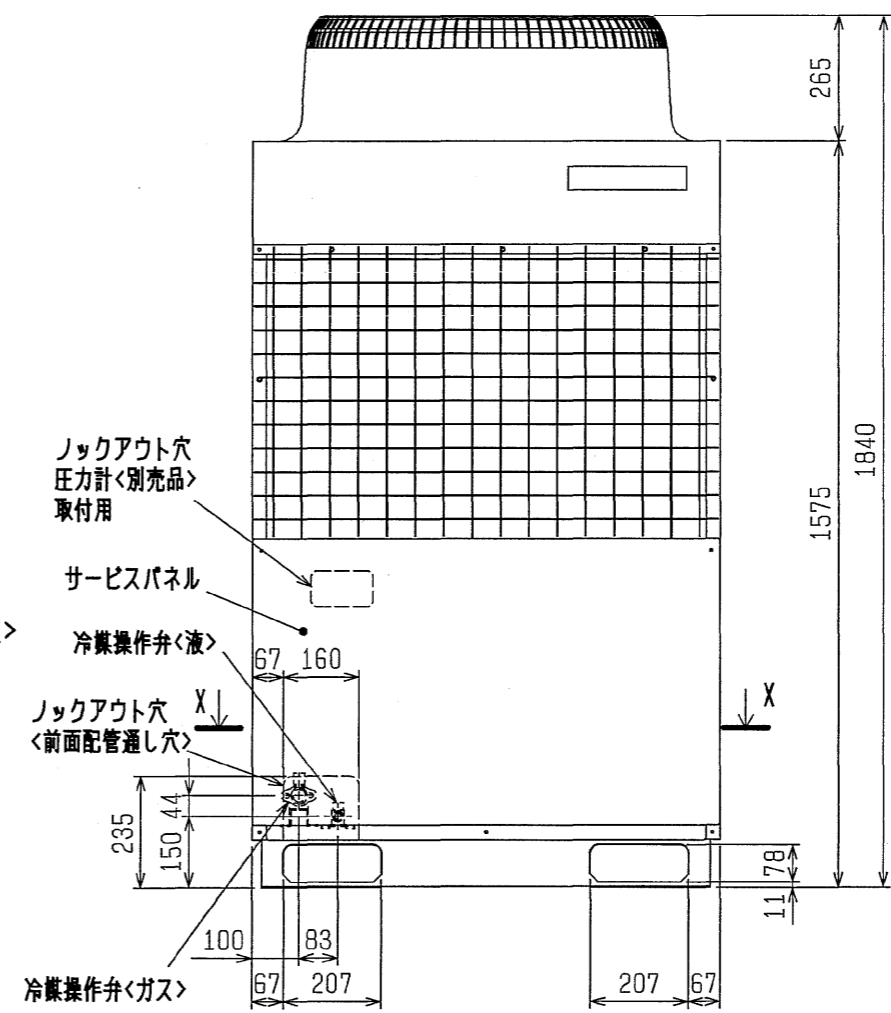 265
1840
1575
ノックアウト穴
圧力計<別売品>
取付用
サービスパネル
>
冷媒操作弁<液>
67 160
X X
ノックアウト穴
<前面配管通し穴>
44
235
150
78
11
100 83
67 207 207 67
冷媒操作弁<ガス>